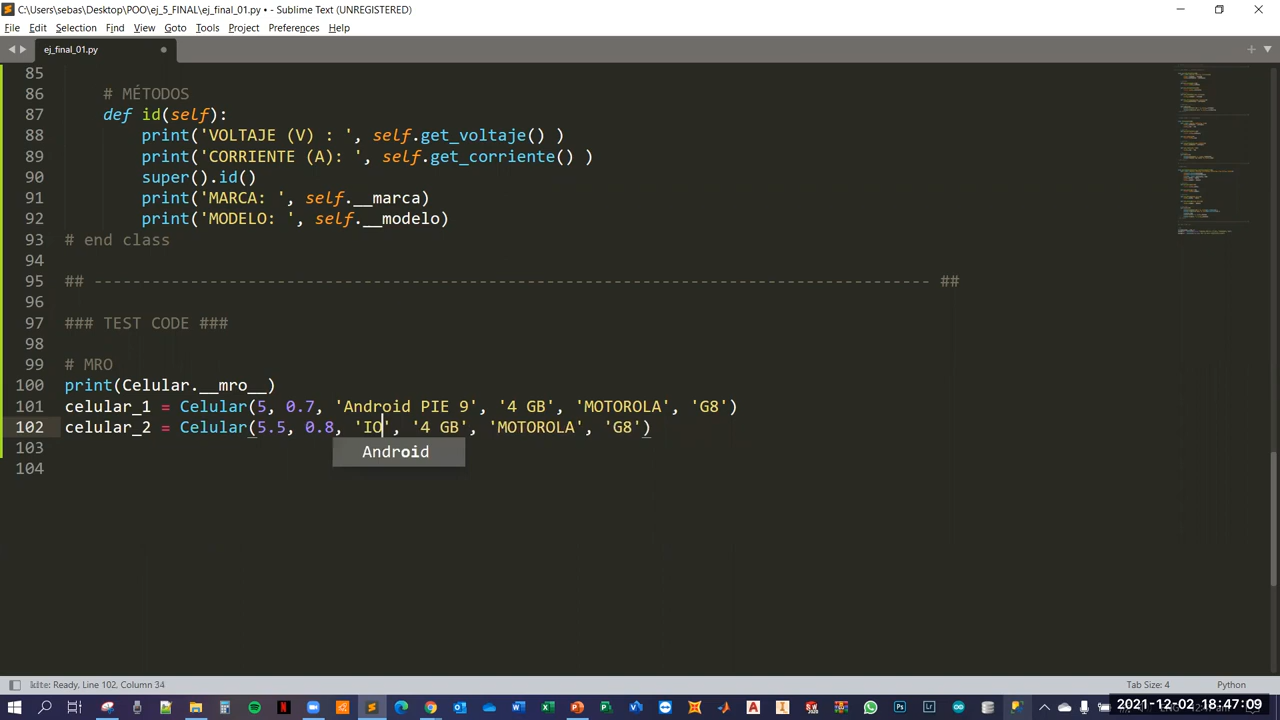 C:\Users\sebas\Desktop\POO\ej_5_FINAL\ej_final_01.py • - Sublime Text (UNREGISTERED)
File Edit Selection Find View Goto Tools Project Preferences Help
ej_final_01.py
85
86 # MÉTODOS
87 def id(self):
88 print('VOLTAJE (V) : ', self.get_voltaje() )
89 print('CORRIENTE (A): ', self.get_corriente() )
90 super().id()
91 print('MARCA: ', self.__marca)
92 print('MODELO: ', self.__modelo)
93 # end class
94
95 ## --------------------------------------------------------------------------------------- ##
96
97 ### TEST CODE ###
98
99 # MRO
100 print(Celular.__mro__)
101 celular_1 = Celular(5, 0.7, 'Android PIE 9', '4 GB', 'MOTOROLA', 'G8')
102 celular_2 = Celular(5.5, 0.8, 'IO', '4 GB', 'MOTOROLA', 'G8')
Android
103
104
Ready, Line 102, Column 34 Tab Size: 4 Python
2021-12-02 18:47:09